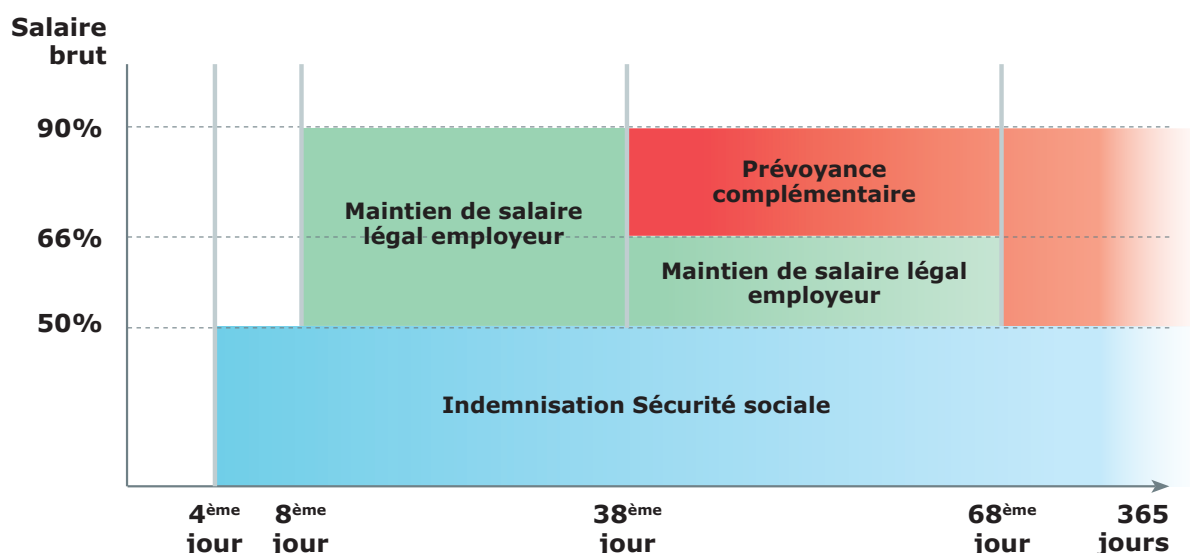 Salaire
brut
90%
66%
50%
Maintien de salaire
légal employeur
Prévoyance
complémentaire
Maintien de salaire légal
employeur
Indemnisation Sécurité sociale
4ème
jour
8ème
jour
38ème
jour
68ème
jour
365
jours